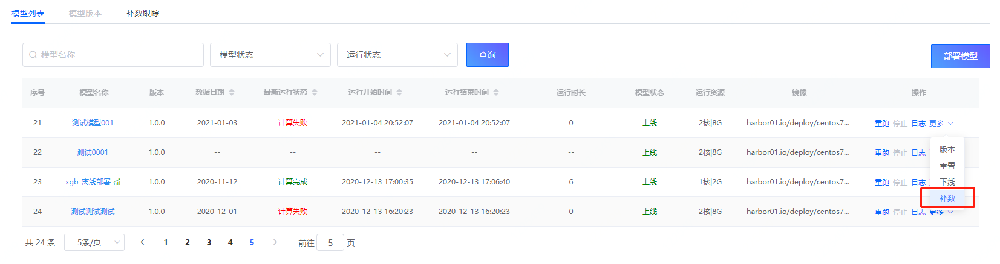 模型列表 模型版本 补数跟踪
模型名称 模型状态 运行状态 查询 部署模型
序号 模型名称 版本 数据日期 最新运行状态 运行开始时间 运行结束时间 运行时长 模型状态 运行资源 镜像 操作
21 测试模型001 1.0.0 2021-01-03 计算失败 2021-01-04 20:52:07 2021-01-04 20:52:07 0 上线 2核|8G harbor01.io/deploy/centos7... 重跑 停止 日志 更多
22 测试0001 1.0.0 -- -- -- -- -- 上线 2核|8G harbor01.io/deploy/centos7... 重跑 停止 日志
版本
重置
23 xgb_离线部署 1.0.0 2020-11-12 计算完成 2020-12-13 17:00:35 2020-12-13 17:06:40 6 上线 1核|2G harbor01.io/deploy/centos7... 重跑 停止 日志
下线
补数
24 测试测试测试 1.0.0 2020-12-01 计算失败 2020-12-13 16:20:23 2020-12-13 16:20:23 0 上线 2核|8G harbor01.io/deploy/centos7... 重跑 停止 日志 更多
共 24 条 5条/页 1 2 3 4 5 前往 5 页